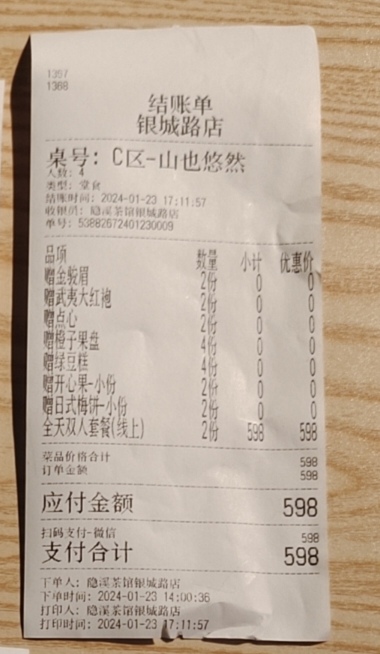 1367
1368
结账单
银城路店
桌号: C区-山也悠然
人数: 4
类型: 堂食
结账时间: 2024-01-23 17:11:57
收银员: 隐溪茶馆银城路店
单号: 53882672401230009
品项 数量 小计 优惠价
赠金骏眉 2份 0 0
赠武夷大红袍 2份 0 0
赠点心 2份 0 0
赠橙子果盘 4份 0 0
赠绿豆糕 4份 0 0
赠开心果-小份 2份 0 0
赠日式梅饼-小份 2份 0 0
全天双人套餐(线上) 2份 598 598
菜品价格合计 598
订单金额 598
应付金额 598
扫码支付-微信 598
支付合计 598
下单人: 隐溪茶馆银城路店
下单时间: 2024-01-23 14:00:36
打印人: 隐溪茶馆银城路店
打印时间: 2024-01-23 17:11:57